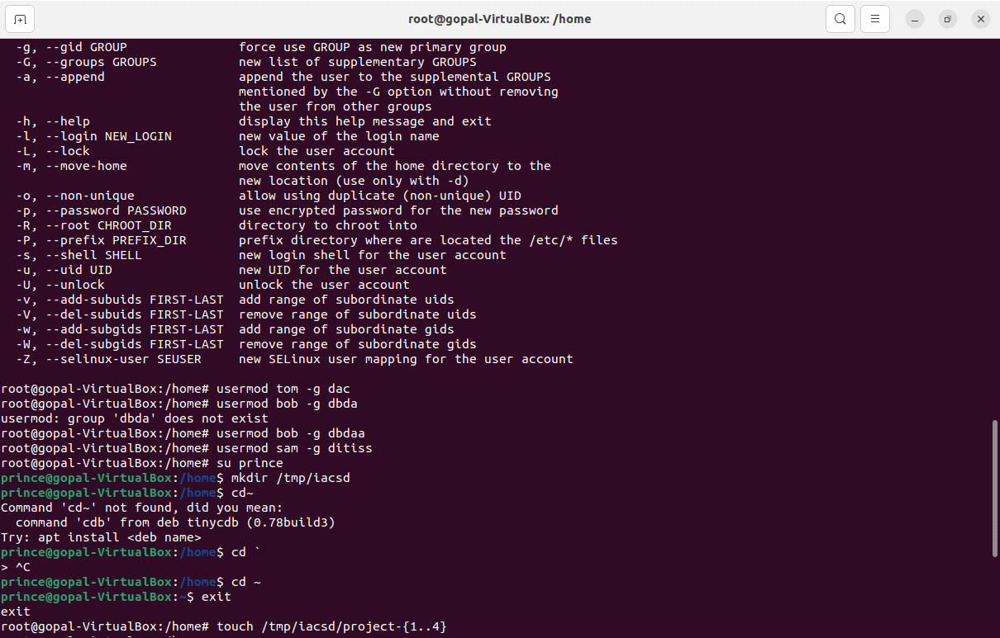 root@gopal-VirtualBox: /home
-g, --gid GROUP               force use GROUP as new primary group
-G, --groups GROUPS           new list of supplementary GROUPS
-a, --append                  append the user to the supplemental GROUPS
                              mentioned by the -G option without removing
                              the user from other groups
-h, --help                    display this help message and exit
-l, --login NEW_LOGIN         new value of the login name
-L, --lock                    lock the user account
-m, --move-home               move contents of the home directory to the
                              new location (use only with -d)
-o, --non-unique              allow using duplicate (non-unique) UID
-p, --password PASSWORD       use encrypted password for the new password
-R, --root CHROOT_DIR         directory to chroot into
-P, --prefix PREFIX_DIR       prefix directory where are located the /etc/* files
-s, --shell SHELL             new login shell for the user account
-u, --uid UID                 new UID for the user account
-U, --unlock                  unlock the user account
-v, --add-subuids FIRST-LAST  add range of subordinate uids
-V, --del-subuids FIRST-LAST  remove range of subordinate uids
-w, --add-subgids FIRST-LAST  add range of subordinate gids
-W, --del-subgids FIRST-LAST  remove range of subordinate gids
-Z, --selinux-user SEUSER     new SELinux user mapping for the user account
root@gopal-VirtualBox:/home# usermod tom -g dac
root@gopal-VirtualBox:/home# usermod bob -g dbda
usermod: group 'dbda' does not exist
root@gopal-VirtualBox:/home# usermod bob -g dbdaa
root@gopal-VirtualBox:/home# usermod sam -g ditiss
root@gopal-VirtualBox:/home# su prince
prince@gopal-VirtualBox:/home$ mkdir /tmp/iacsd
prince@gopal-VirtualBox:/home$ cd~
Command 'cd~' not found, did you mean:
  command 'cdb' from deb tinycdb (0.78build3)
Try: apt install <deb name>
prince@gopal-VirtualBox:/home$ cd `
> ^C
prince@gopal-VirtualBox:/home$ cd ~
prince@gopal-VirtualBox:~$ exit
exit
root@gopal-VirtualBox:/home# touch /tmp/iacsd/project-{1..4}